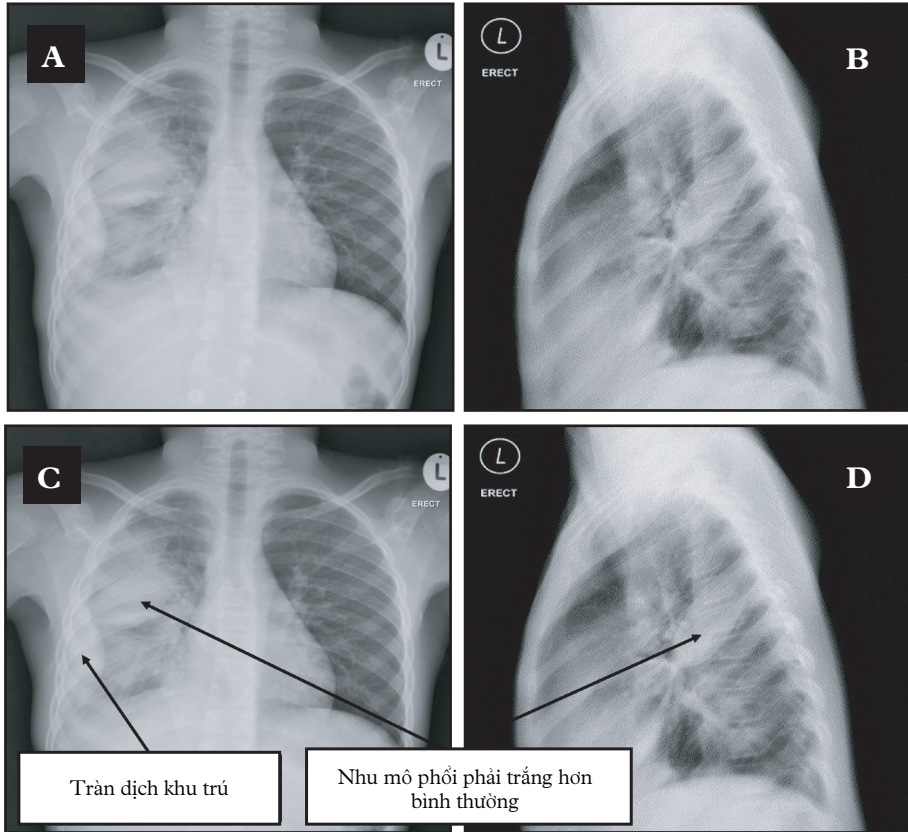 A
L
ERECT
L
ERECT
B
C
L
ERECT
L
ERECT
D
Tràn dịch khu trú
Nhu mô phổi phải trắng hơn
bình thường